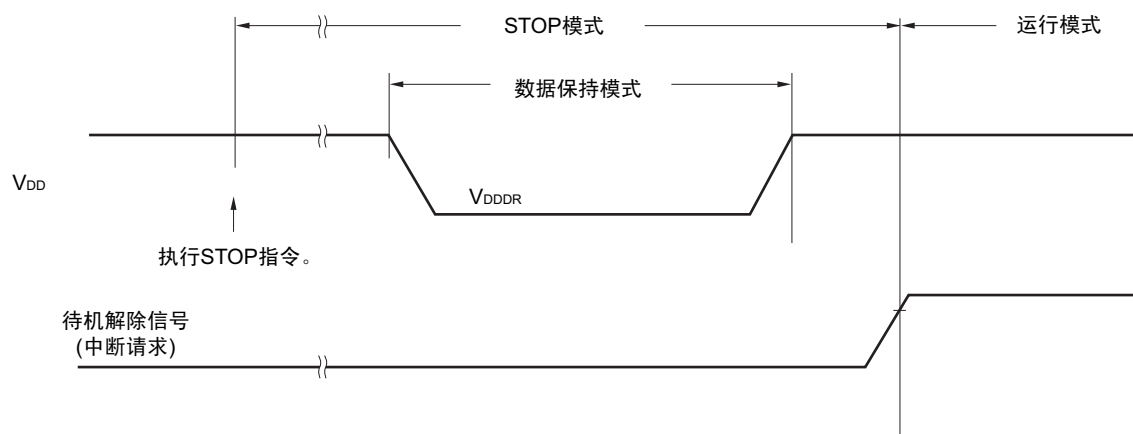 STOP模式
运行模式
数据保持模式
VDD
VDDDR
执行STOP指令。
待机解除信号
(中断请求)